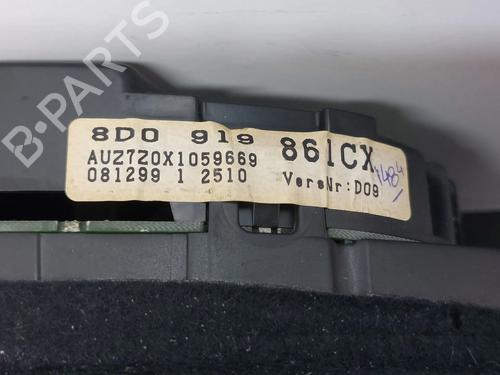 B-PARTS
8D0 919 861CX
AUZ7Z0X1059669
081299 1 2510 VersNr:D09
1484